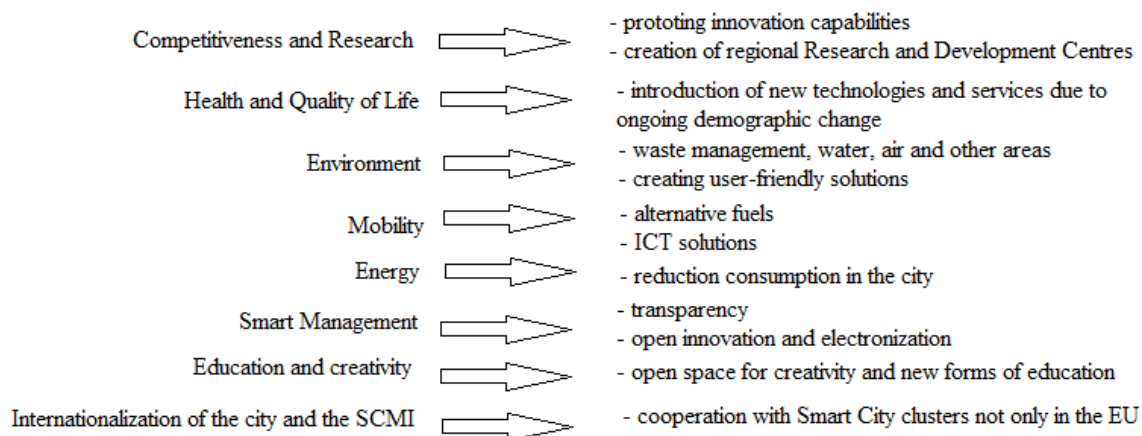 Competitiveness and Research
- prototing innovation capabilities
- creation of regional Research and Development Centres
Health and Quality of Life
- introduction of new technologies and services due to
ongoing demographic change
Environment
- waste management, water, air and other areas
- creating user-friendly solutions
Mobility
- alternative fuels
- ICT solutions
Energy
- reduction consumption in the city
Smart Management
- transparency
- open innovation and electronization
Education and creativity
- open space for creativity and new forms of education
Internationalization of the city and the SCMI
- cooperation with Smart City clusters not only in the EU